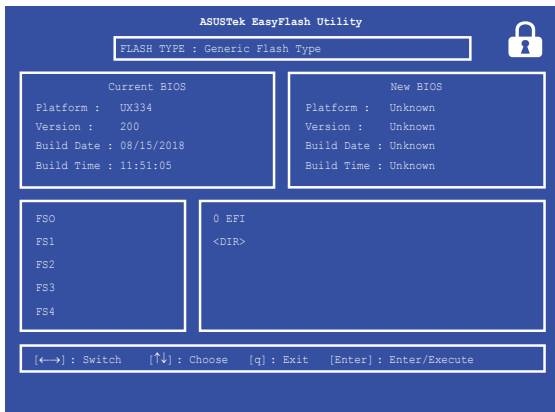 ASUSTek EasyFlash Utility
FLASH TYPE : Generic Flash Type
Current BIOS
Platform : UX334
Version : 200
Build Date : 08/15/2018
Build Time : 11:51:05
New BIOS
Platform : Unknown
Version : Unknown
Build Date : Unknown
Build Time : Unknown
FSO
FS1
FS2
FS3
FS4
0 EFI
<DIR>
[←→] : Switch [↑↓] : Choose [q] : Exit [Enter] : Enter/Execute